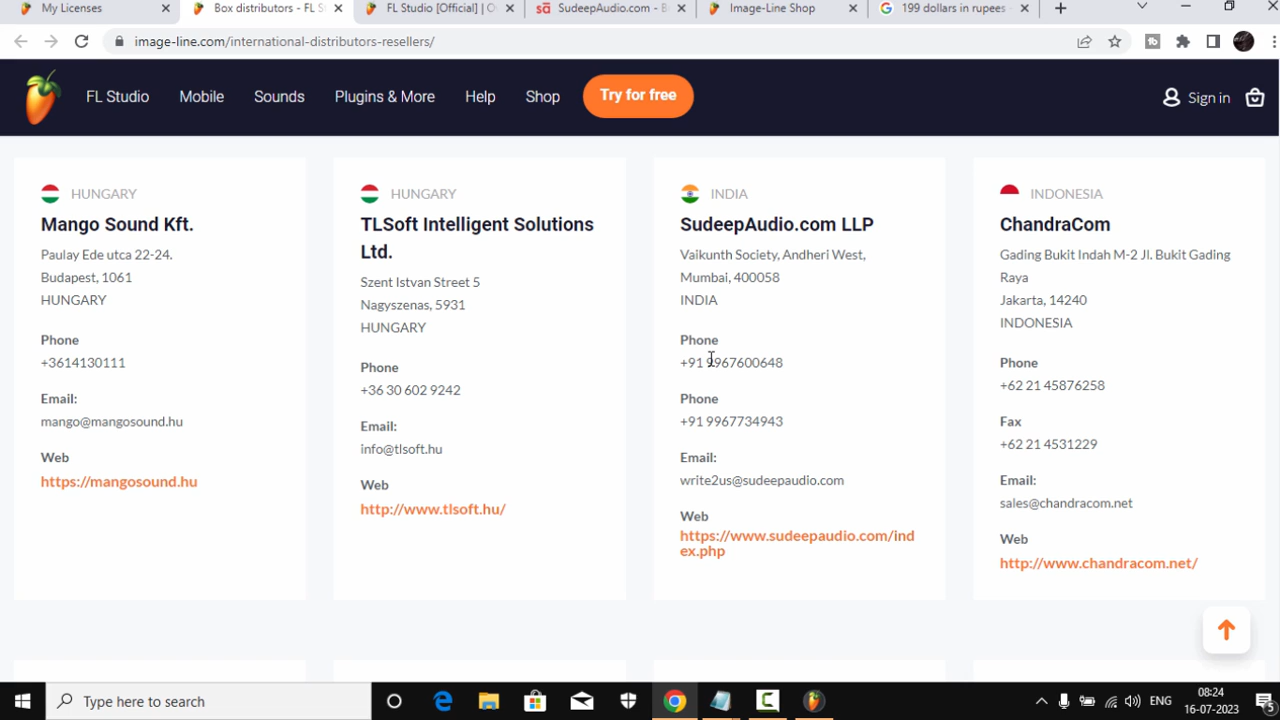 My Licenses
Box distributors - FL S
FL Studio [Official] | O
SudeepAudio.com - B
Image-Line Shop
199 dollars in rupees -
image-line.com/international-distributors-resellers/
FL Studio
Mobile
Sounds
Plugins & More
Help
Shop
Try for free
Sign in
HUNGARY
Mango Sound Kft.
Paulay Ede utca 22-24.
Budapest, 1061
HUNGARY
Phone
+3614130111
Email:
mango@mangosound.hu
Web
https://mangosound.hu
HUNGARY
TLSoft Intelligent Solutions
Ltd.
Szent Istvan Street 5
Nagyszenas, 5931
HUNGARY
Phone
+36 30 602 9242
Email:
info@tlsoft.hu
Web
http://www.tlsoft.hu/
INDIA
SudeepAudio.com LLP
Vaikunth Society, Andheri West,
Mumbai, 400058
INDIA
Phone
+91 9967600648
Phone
+91 9967734943
Email:
write2us@sudeepaudio.com
Web
https://www.sudeepaudio.com/ind
ex.php
INDONESIA
ChandraCom
Gading Bukit Indah M-2 Jl. Bukit Gading
Raya
Jakarta, 14240
INDONESIA
Phone
+62 21 45876258
Fax
+62 21 4531229
Email:
sales@chandracom.net
Web
http://www.chandracom.net/
Type here to search
ENG
08:24
16-07-2023
5